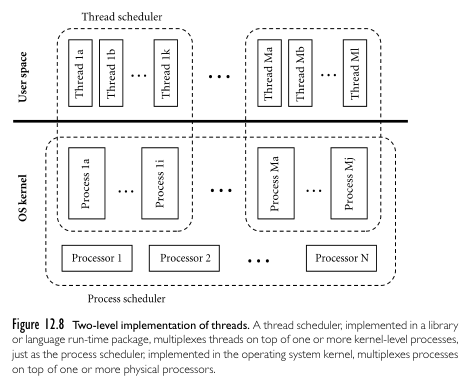 Thread scheduler
User space
Thread 1a
Thread 1b
...
Thread 1k
...
Thread Ma
Thread Mb
...
Thread Ml
OS kernel
Process 1a
...
Process 1i
...
Process Ma
...
Process Mj
Processor 1
Processor 2
...
Processor N
Process scheduler
Figure 12.8 Two-level implementation of threads. A thread scheduler, implemented in a library
or language run-time package, multiplexes threads on top of one or more kernel-level processes,
just as the process scheduler, implemented in the operating system kernel, multiplexes processes
on top of one or more physical processors.